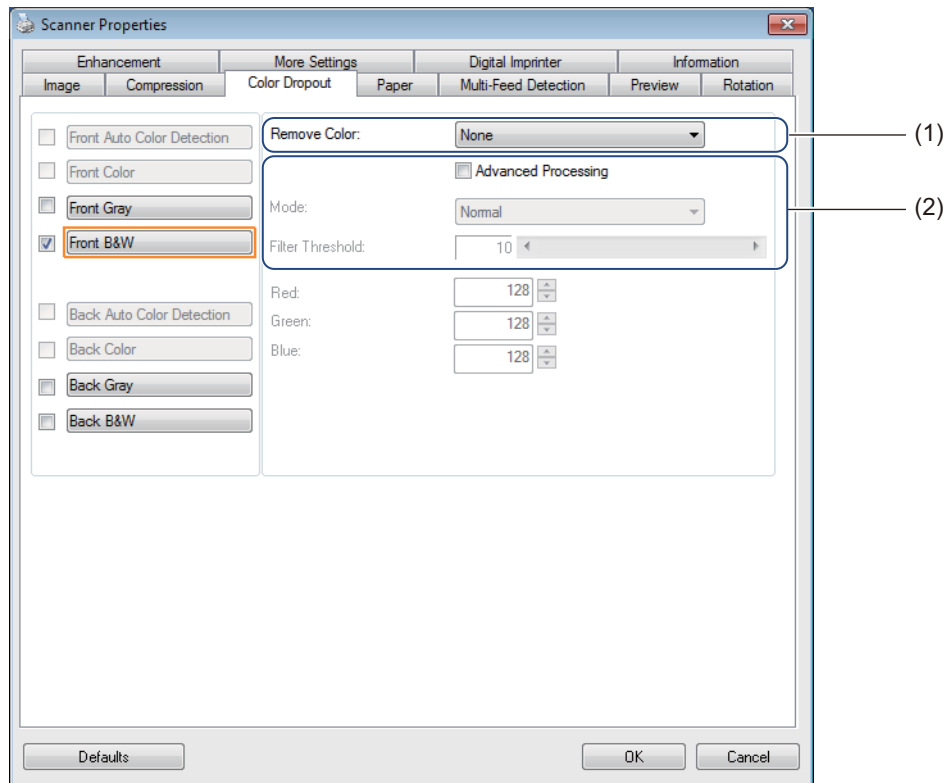 Scanner Properties
Enhancement More Settings Digital Imprinter Information
Image Compression Color Dropout Paper Multi-Feed Detection Preview Rotation
Front Auto Color Detection Remove Color: None (1)
Front Color Advanced Processing
Front Gray Mode: Normal (2)
Front B&W Filter Threshold: 10
Red: 128
Back Auto Color Detection Green: 128
Back Color Blue: 128
Back Gray
Back B&W
Defaults OK Cancel